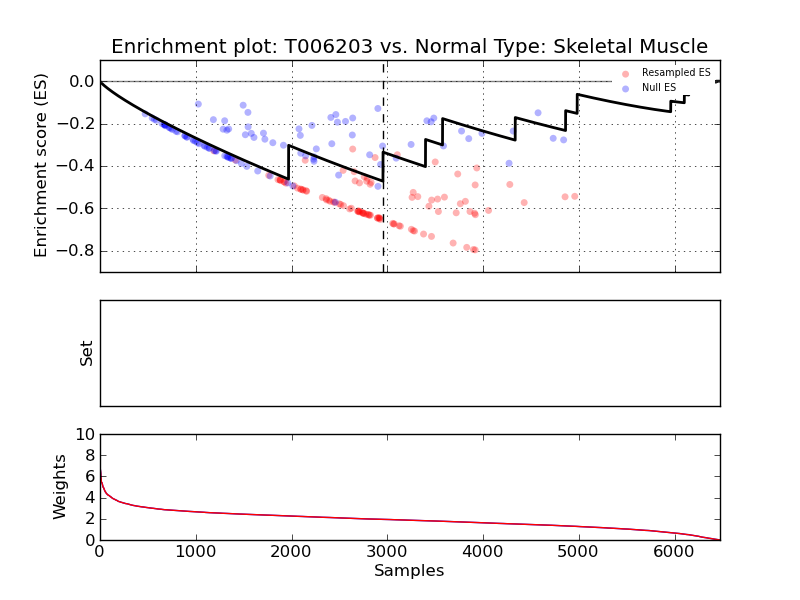 Enrichment plot: T006203 vs. Normal Type: Skeletal Muscle
Enrichment score (ES)
0.0
−0.2
−0.4
−0.6
−0.8
Resampled ES
Null ES
Set
Weights
10
8
6
4
2
0
0 1000 2000 3000 4000 5000 6000
Samples